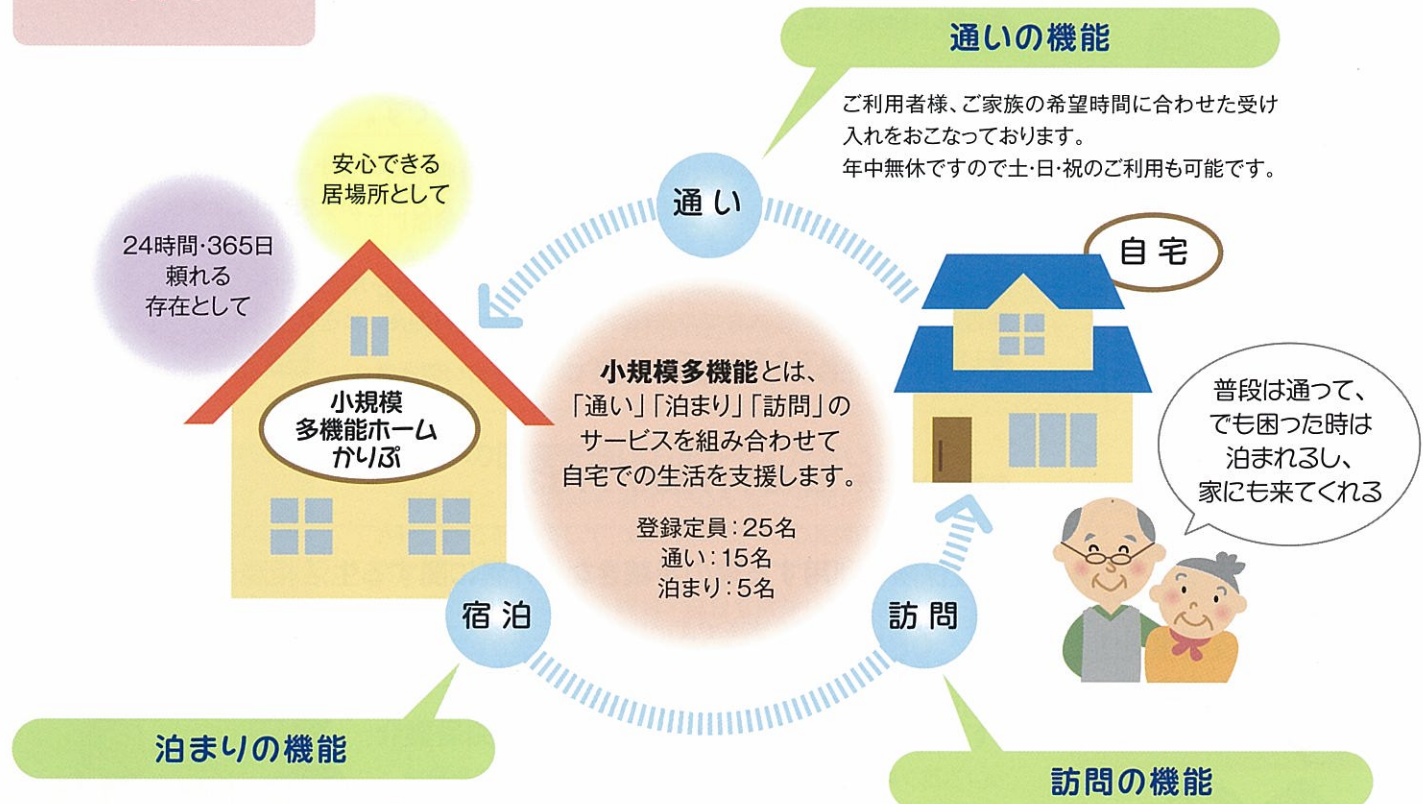 通いの機能
ご利用者様、ご家族の希望時間に合わせた受け
入れをおこなっております。
年中無休ですので土・日・祝のご利用も可能です。
安心できる
居場所として
24時間・365日
頼れる
存在として
通い
自宅
小規模
多機能ホーム
かりぷ
小規模多機能とは、
「通い」「泊まり」「訪問」の
サービスを組み合わせて
自宅での生活を支援します。
登録定員：25名
通い：15名
泊まり：5名
普段は通って、
でも困った時は
泊まれるし、
家にも来てくれる
宿泊
訪問
泊まりの機能
訪問の機能